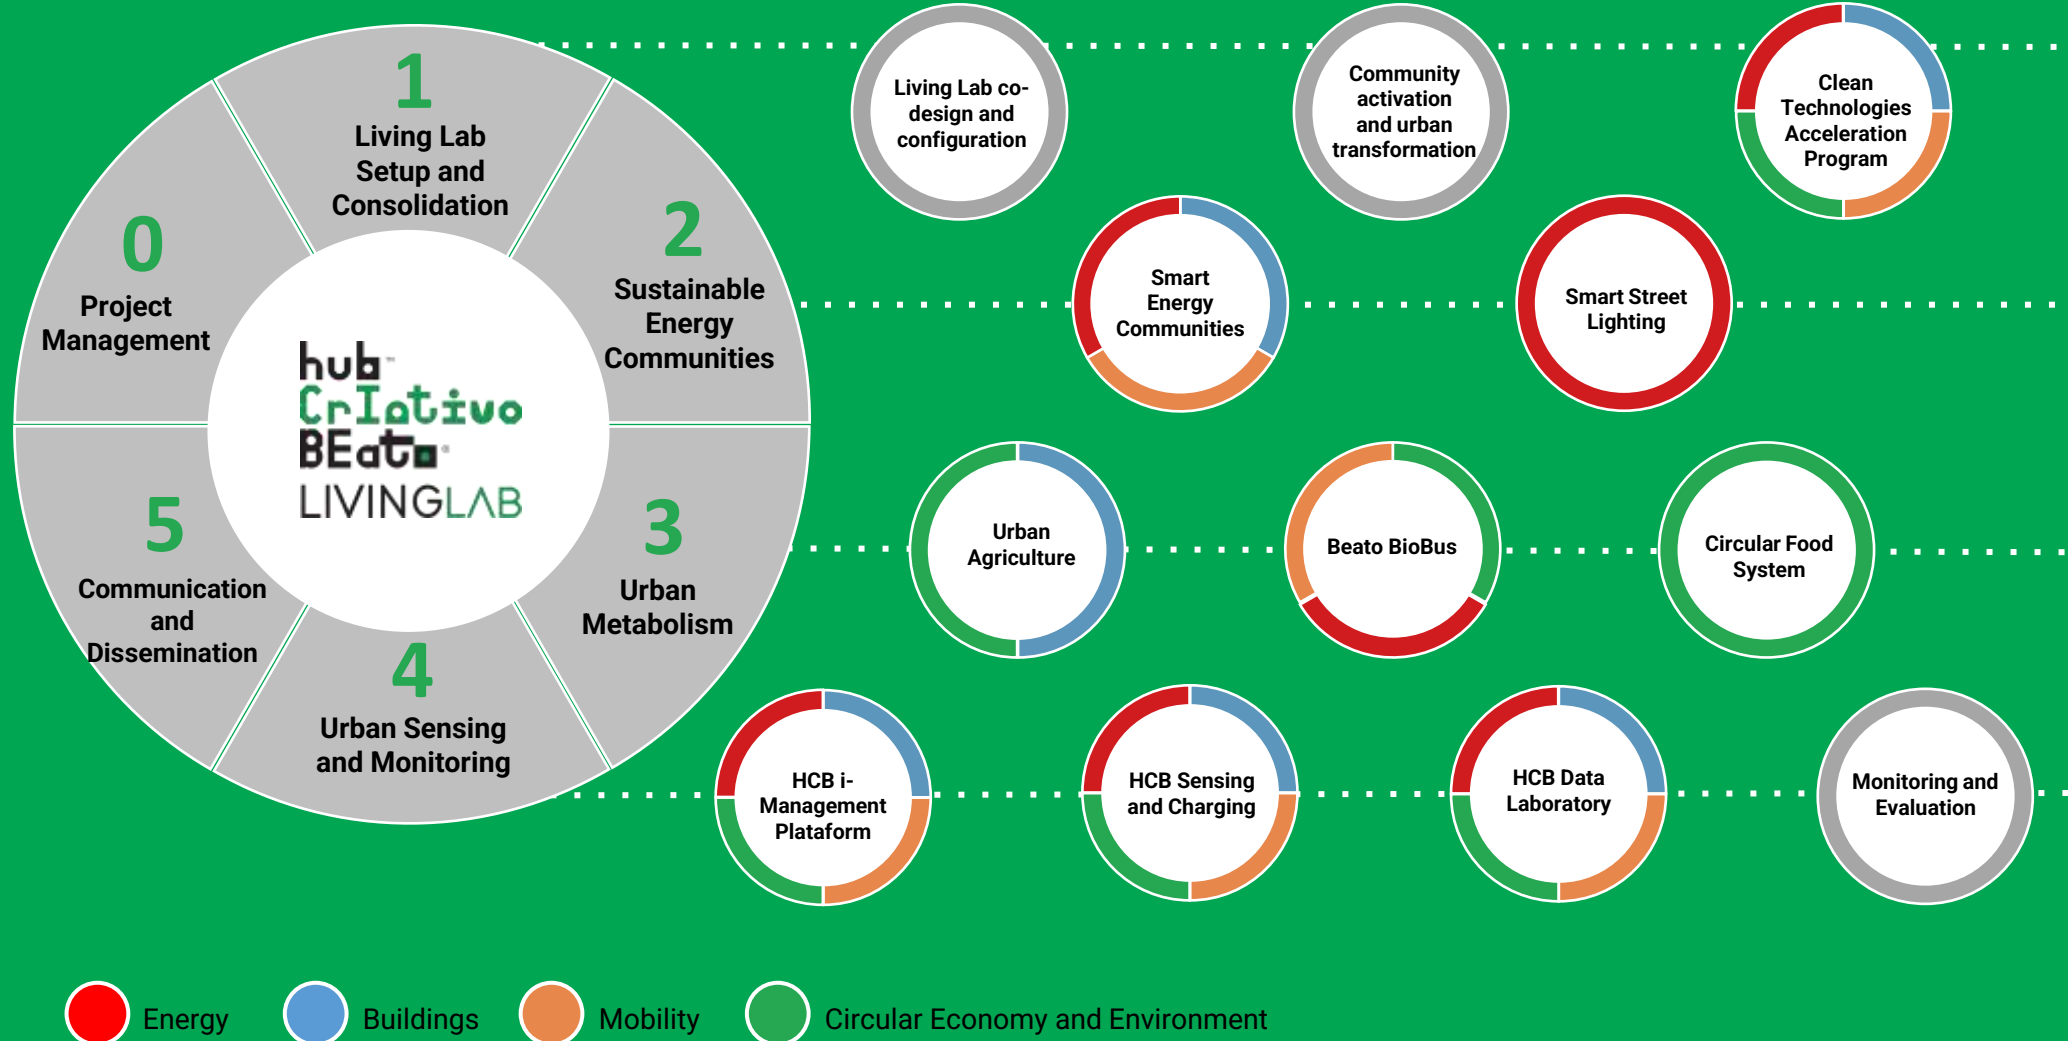 1
Living Lab
Setup and
Consolidation
0
Project
Management
2
Sustainable
Energy
Communities
hub
CrIativo
BEato
LIVINGLAB
5
Communication
and
Dissemination
3
Urban
Metabolism
4
Urban Sensing
and Monitoring
Living Lab co-
design and
configuration
Community
activation
and urban
transformation
Clean
Technologies
Acceleration
Program
Smart
Energy
Communities
Smart Street
Lighting
Urban
Agriculture
Beato BioBus
Circular Food
System
HCB i-
Management
Plataform
HCB Sensing
and Charging
HCB Data
Laboratory
Monitoring and
Evaluation
Energy
Buildings
Mobility
Circular Economy and Environment